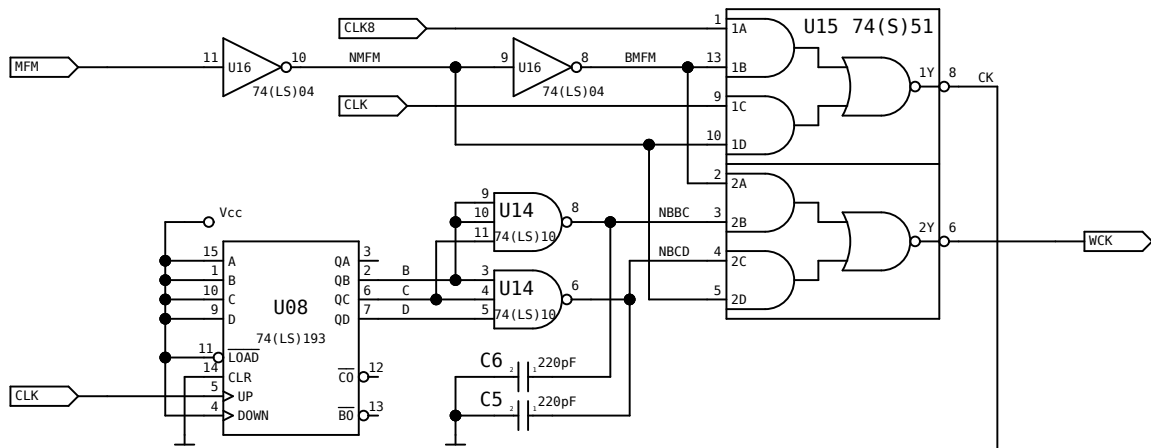 CLK8
1
1A
U15 74(S)51
MFM
11
U16
10
NMFM
9
U16
8
BMFM
13
1B
1Y
8
CK
74(LS)04
74(LS)04
CLK
9
1C
10
1D
2
2A
Vcc
9
10
11
U14
74(LS)10
8
NBBC
3
2B
2Y
6
WCK
15
A
QA
3
1
B
QB
2
B
3
U14
NBCD
4
2C
10
C
QC
6
C
4
6
9
D
QD
7
D
5
74(LS)10
5
2D
U08
74(LS)193
11
LOAD
14
CLR
CO
12
C6
2
1
220pF
CLK
5
UP
4
DOWN
BO
13
C5
2
1
220pF